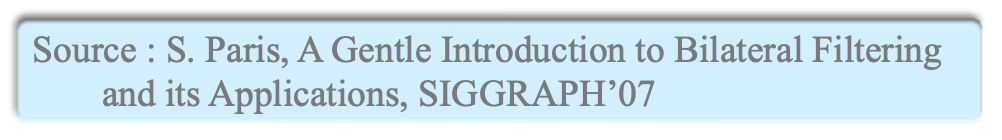 Source : S. Paris, A Gentle Introduction to Bilateral Filtering
and its Applications, SIGGRAPH’07